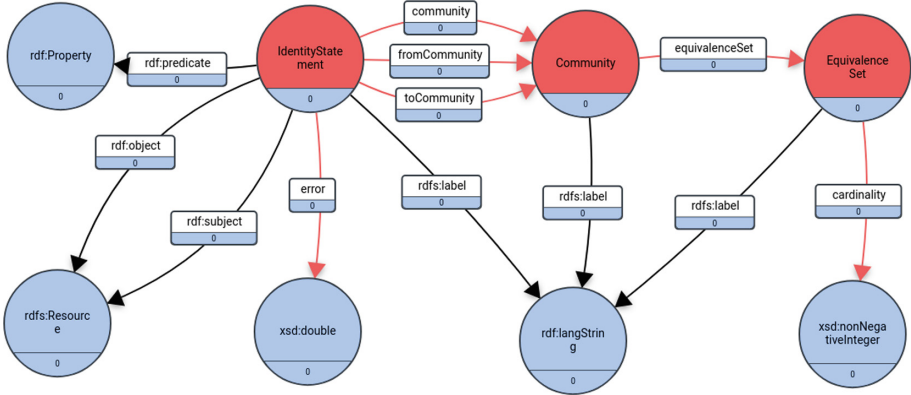 community
0
rdf:Property
0
rdf:predicate
0
IdentityState
ment
0
fromCommunity
0
toCommunity
0
Community
0
equivalenceSet
0
Equivalence
Set
0
rdf:object
0
rdf:subject
0
error
0
rdfs:label
0
rdfs:label
0
rdfs:label
0
cardinality
0
rdfs:Resourc
e
0
xsd:double
0
rdf:langStrin
g
0
xsd:nonNega
tiveInteger
0